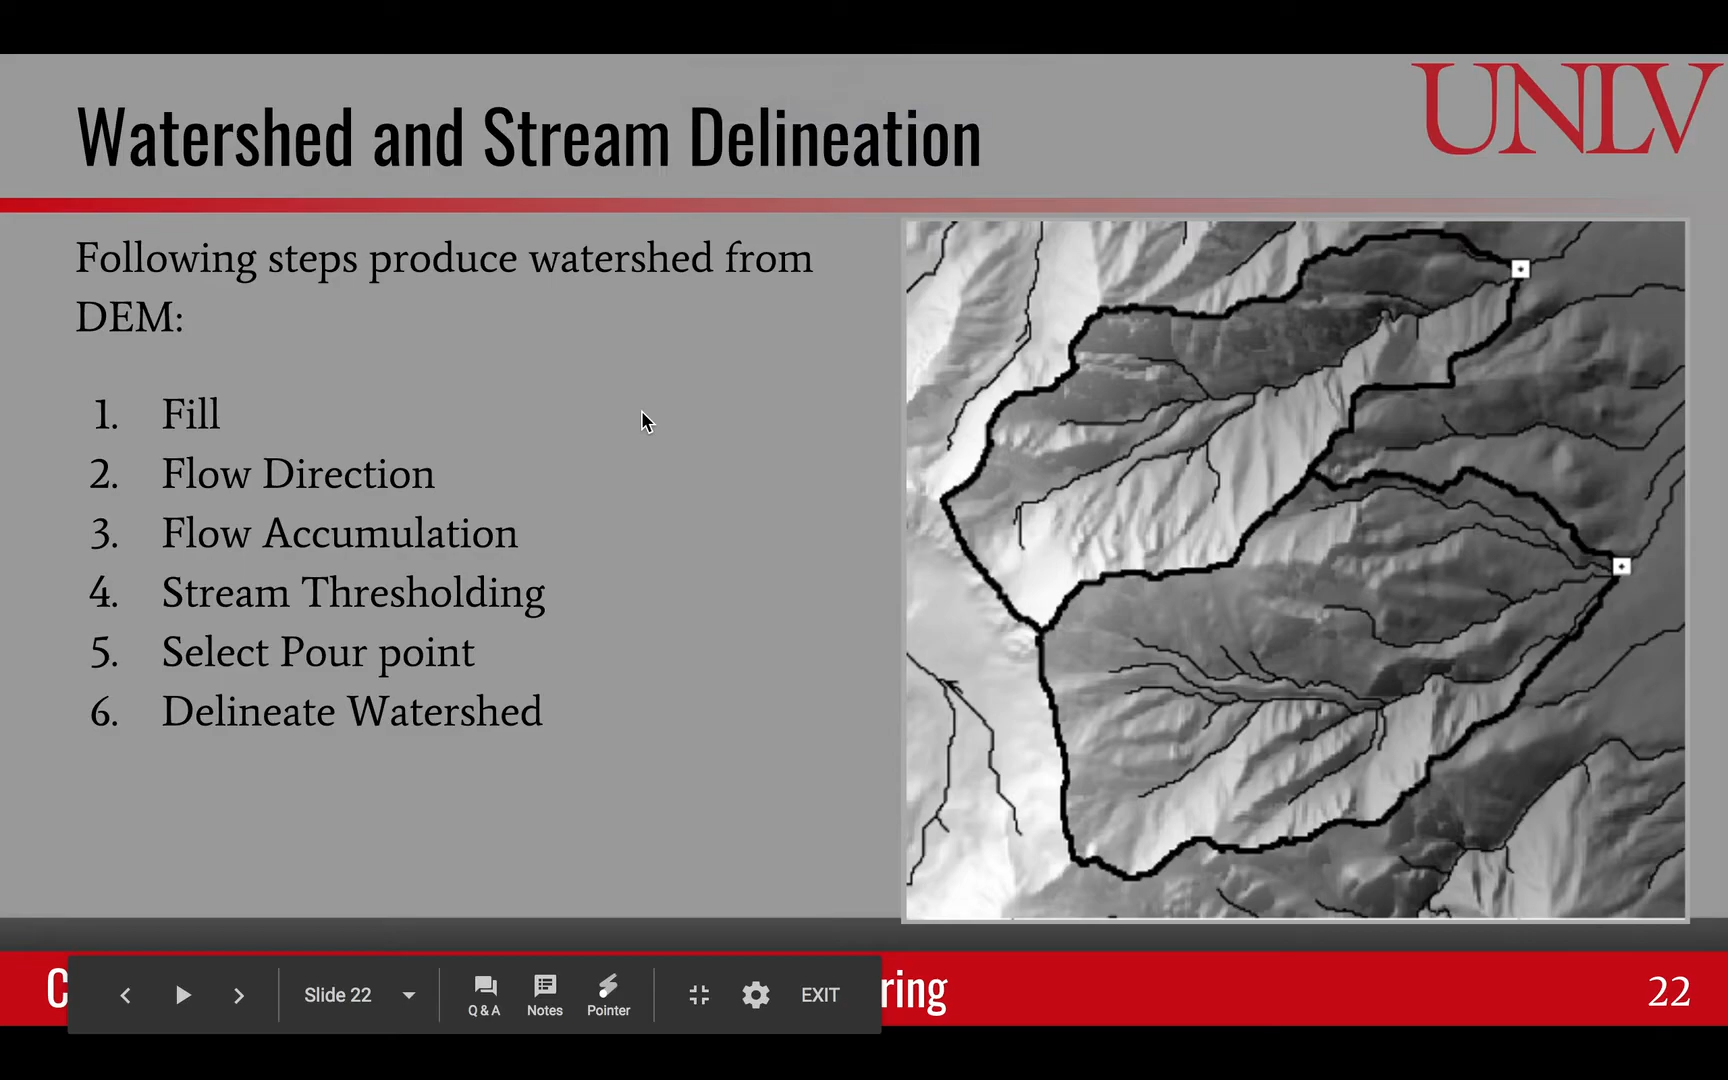 UNLV
Watershed and Stream Delineation
Following steps produce watershed from
DEM:
1. Fill
2. Flow Direction
3. Flow Accumulation
4. Stream Thresholding
5. Select Pour point
6. Delineate Watershed
C ring
22
Slide 22
Q & A
Notes
Pointer
EXIT